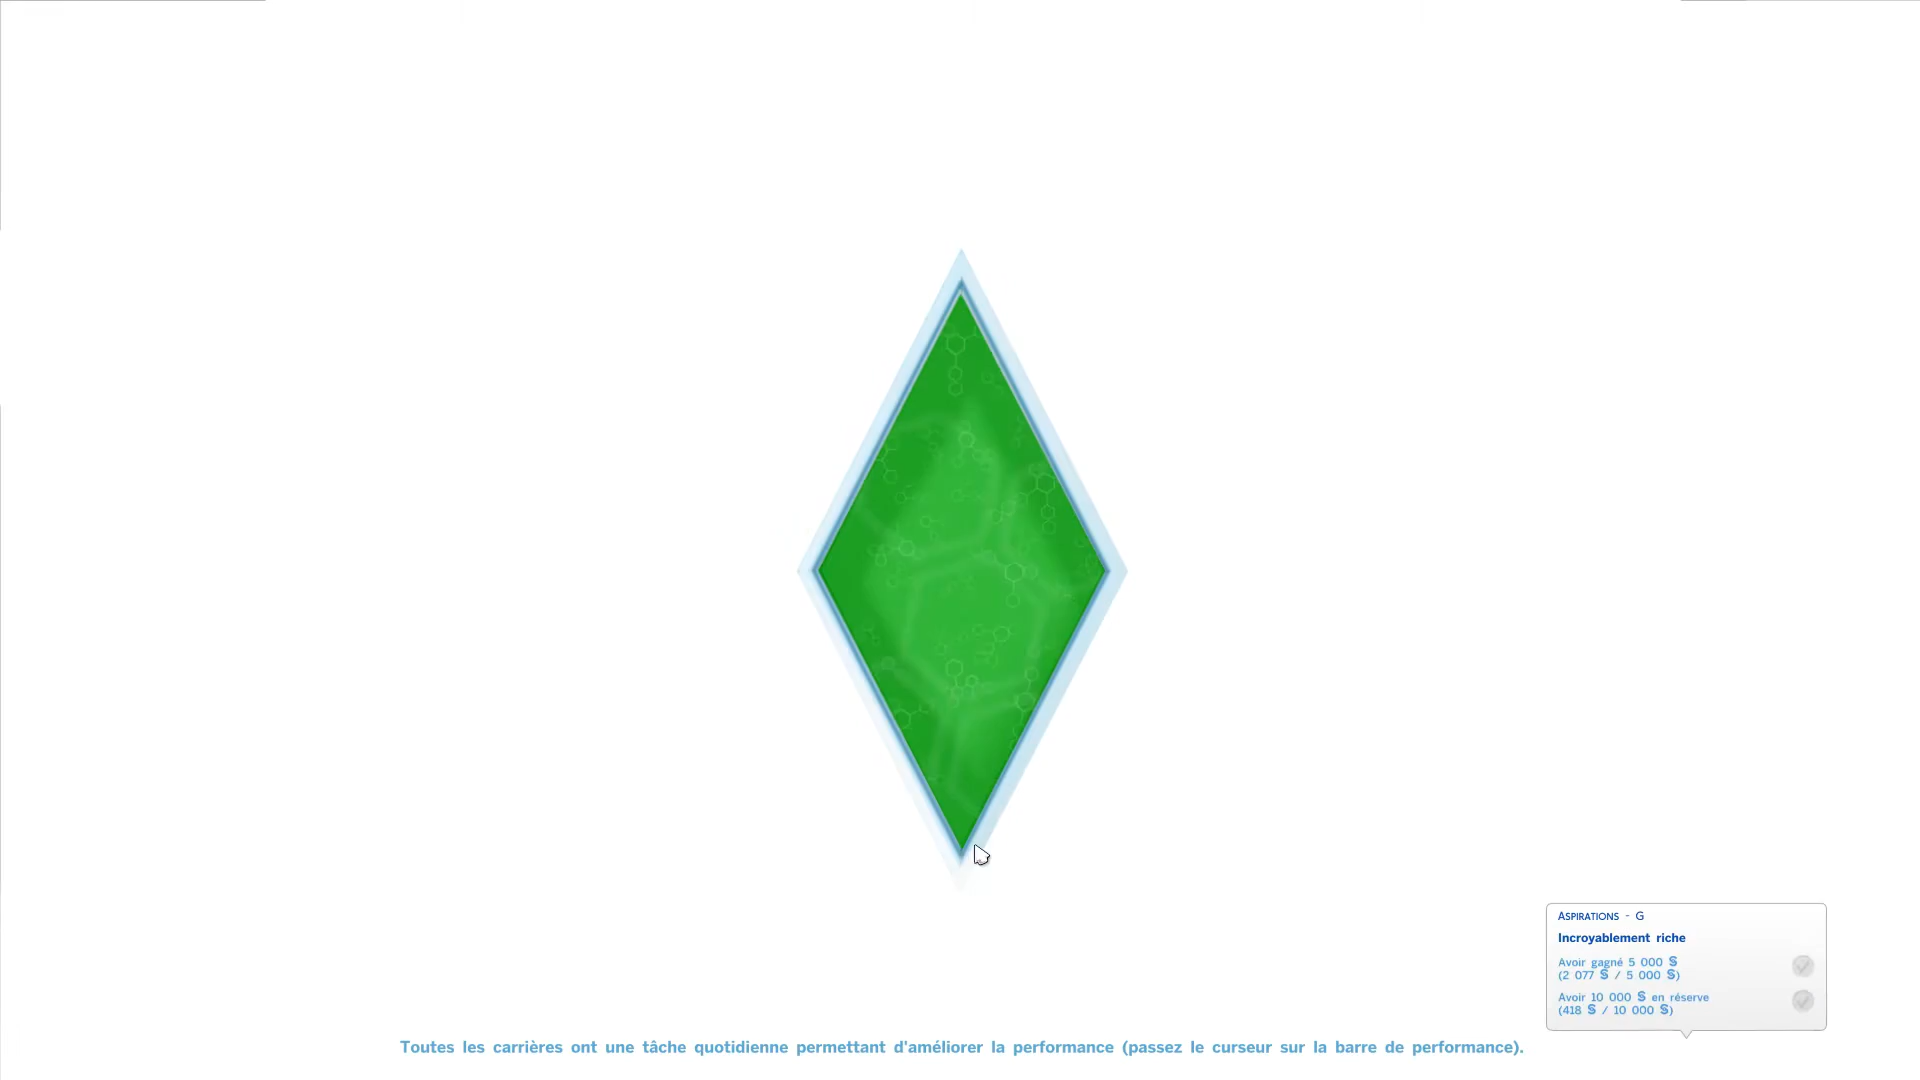 ASPIRATIONS - G
Incroyablement riche
Avoir gagné 5 000 $
(2 077 $ / 5 000 $)
Avoir 10 000 $ en réserve
(418 $ / 10 000 $)
Toutes les carrières ont une tâche quotidienne permettant d'améliorer la performance (passez le curseur sur la barre de performance).